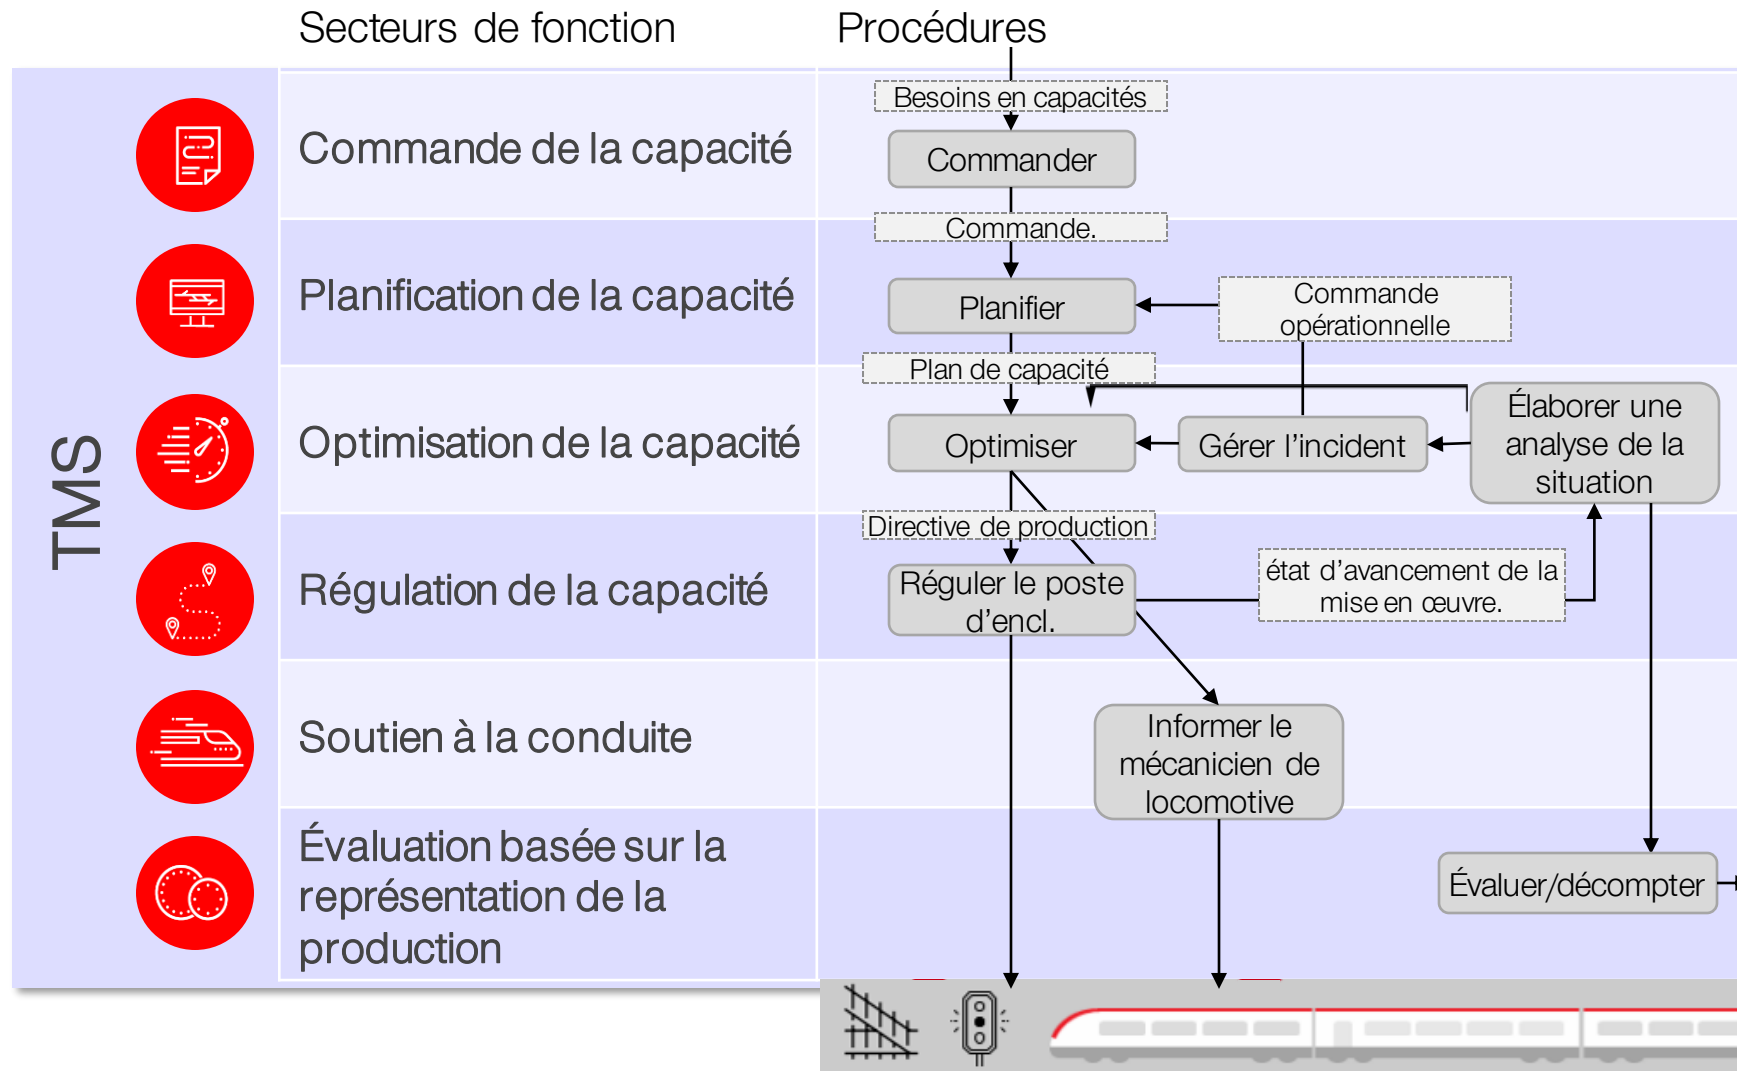 Secteurs de fonction
Procédures
TMS
Commande de la capacité
Besoins en capacités
Commander
Commande.
Planification de la capacité
Planifier
Commande
opérationnelle
Plan de capacité
Optimisation de la capacité
Optimiser
Gérer l’incident
Élaborer une
analyse de la
situation
Directive de production
Régulation de la capacité
Réguler le poste
d’encl.
état d’avancement de la
mise en œuvre.
Soutien à la conduite
Informer le
mécanicien de
locomotive
Évaluation basée sur la
représentation de la
production
Évaluer/décompter